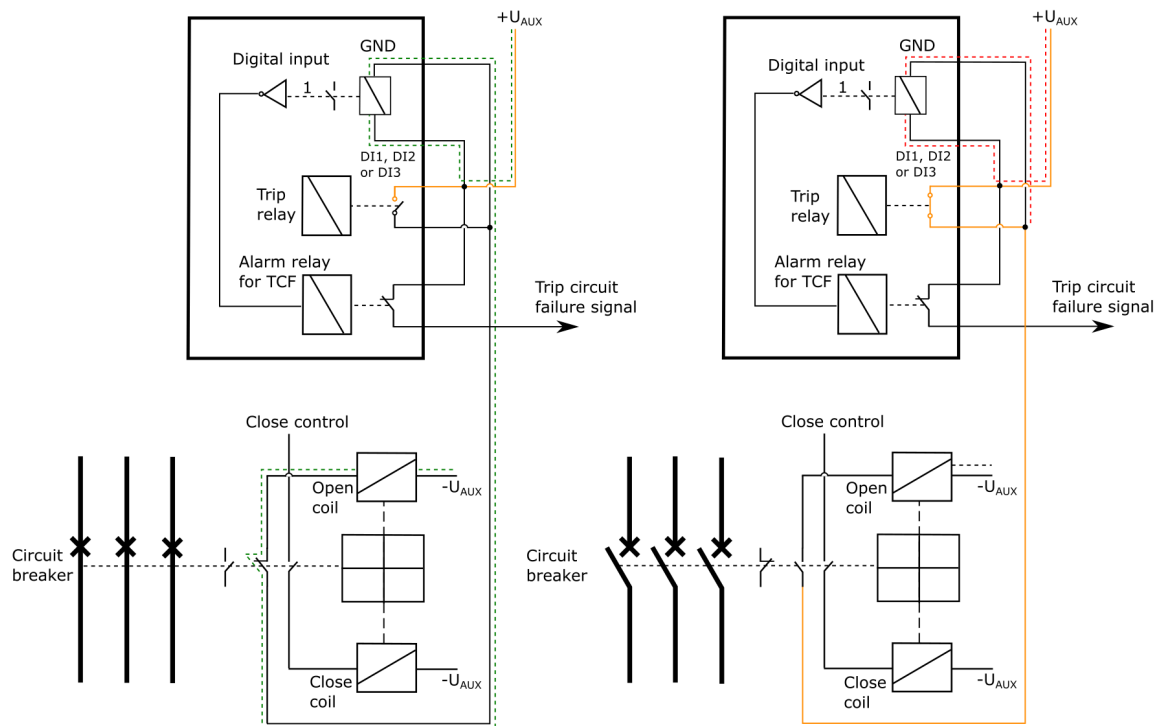 +UAUX
GND
Digital input
1
DI1, DI2
or DI3
Trip
relay
Alarm relay
for TCF
Trip circuit
failure signal
Close control
Open
coil
-UAUX
Circuit
breaker
Close
coil
-UAUX
+UAUX
GND
Digital input
1
DI1, DI2
or DI3
Trip
relay
Alarm relay
for TCF
Trip circuit
failure signal
Close control
Open
coil
-UAUX
Circuit
breaker
Close
coil
-UAUX